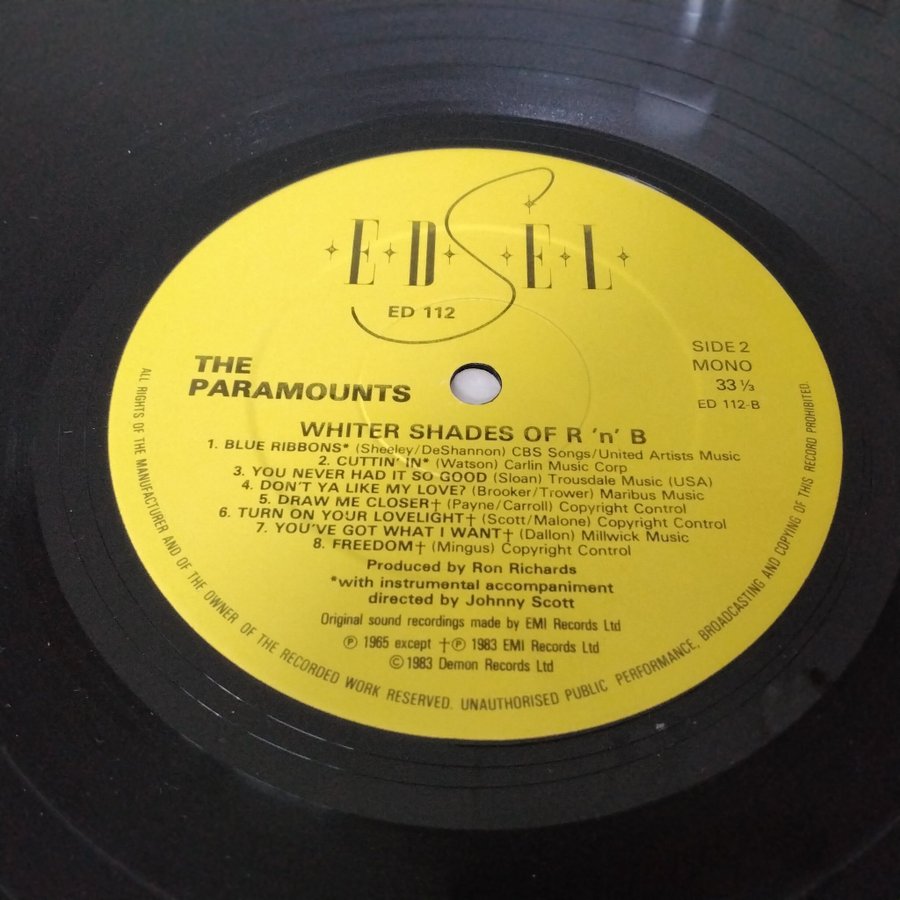 EDSEL
ED 112
SIDE 2
MONO
33 ⅓
ED 112-B
THE
PARAMOUNTS
WHITER SHADES OF R 'n' B
1. BLUE RIBBONS* (Sheeley/DeShannon) CBS Songs/United Artists Music
2. CUTTIN' IN* (Watson) Carlin Music Corp
3. YOU NEVER HAD IT SO GOOD (Sloan) Trousdale Music (USA)
4. DON'T YA LIKE MY LOVE? (Brooker/Trower) Maribus Music
5. DRAW ME CLOSER† (Payne/Carroll) Copyright Control
6. TURN ON YOUR LOVELIGHT† (Scott/Malone) Copyright Control
7. YOU'VE GOT WHAT I WANT† (Dallon) Millwick Music
8. FREEDOM† (Mingus) Copyright Control
Produced by Ron Richards
*with instrumental accompaniment
directed by Johnny Scott
Original sound recordings made by EMI Records Ltd
℗ 1965 except †℗ 1983 EMI Records Ltd
©1983 Demon Records Ltd
ALL RIGHTS OF THE MANUFACTURER AND OF THE OWNER OF THE RECORDED WORK RESERVED. UNAUTHORISED PUBLIC PERFORMANCE, BROADCASTING AND COPYING OF THIS RECORD PROHIBITED.